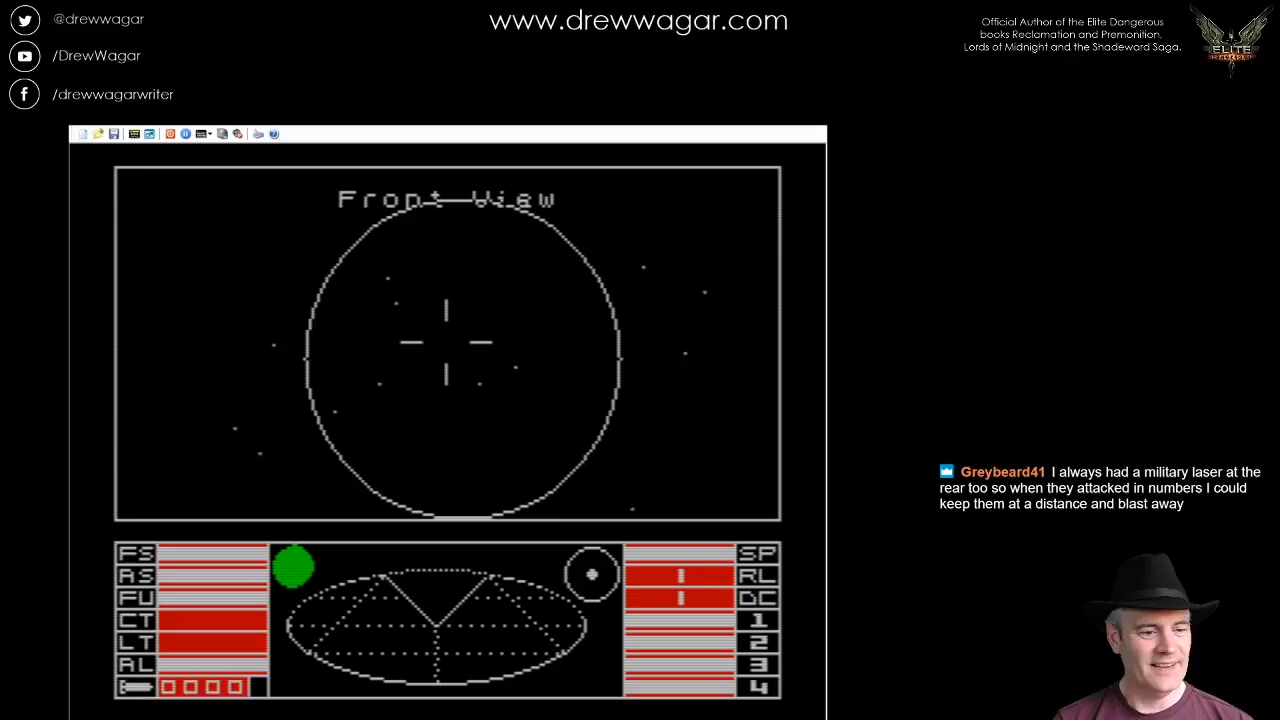 @drewwagar
/DrewWagar
/drewwagarwriter
www.drewwagar.com
Official Author of the Elite Dangerous
books Reclamation and Premonition,
Lords of Midnight and the Shadeward Saga.
ELITE
DANGEROUS
Front View
FS
AS
FU
CT
LT
AL
SP
RL
DC
1
2
3
4
Greybeard41 I always had a military laser at the
rear too so when they attacked in numbers I could
keep them at a distance and blast away